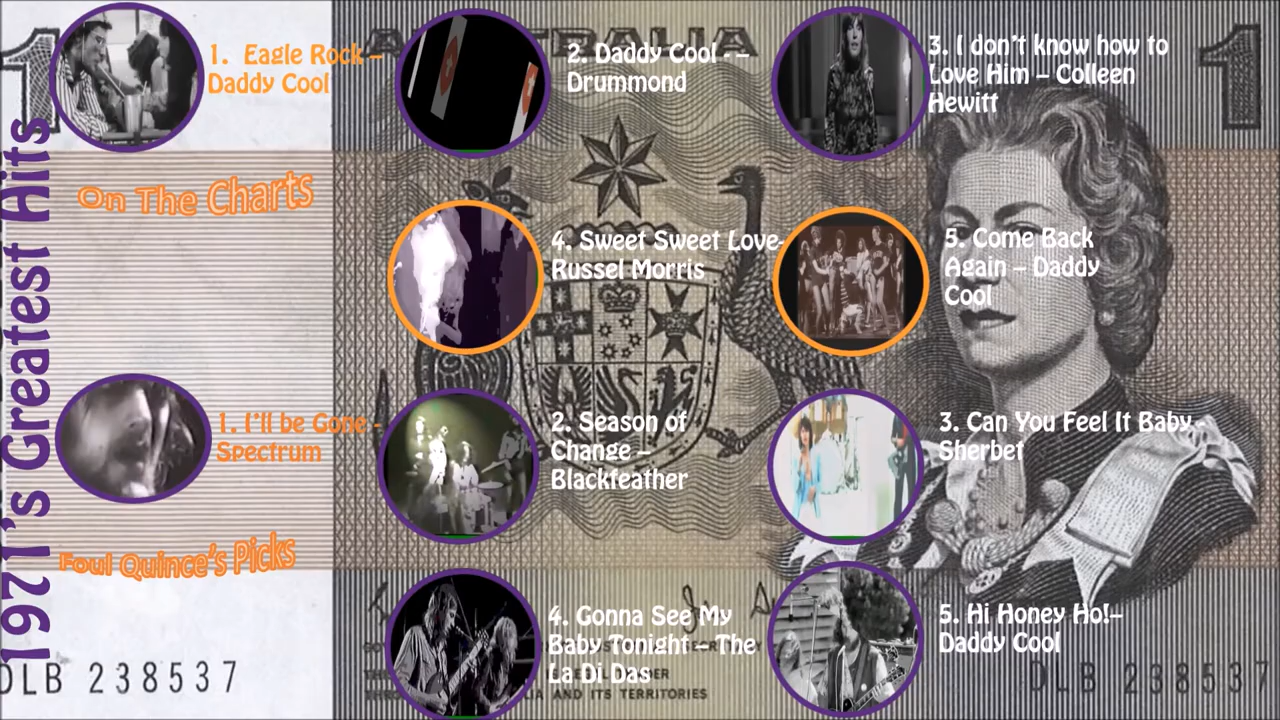 AUSTRALIA
1971's Greatest Hits
1. Eagle Rock –
Daddy Cool
2. Daddy Cool - –
Drummond
3. I don't know how to
Love Him – Colleen
Hewitt
On The Charts
4. Sweet Sweet Love-
Russel Morris
5. Come Back
Again – Daddy
Cool
1. I'll be Gone -
Spectrum
2. Season of
Change –
Blackfeather
3. Can You Feel It Baby -
Sherbet
Foul Quince's Picks
4. Gonna See My
Baby Tonight – The
La Di Das
5. Hi Honey Ho!–
Daddy Cool
1
1
AND ITS TERRITORIES
DLB 238537
DLB 238537